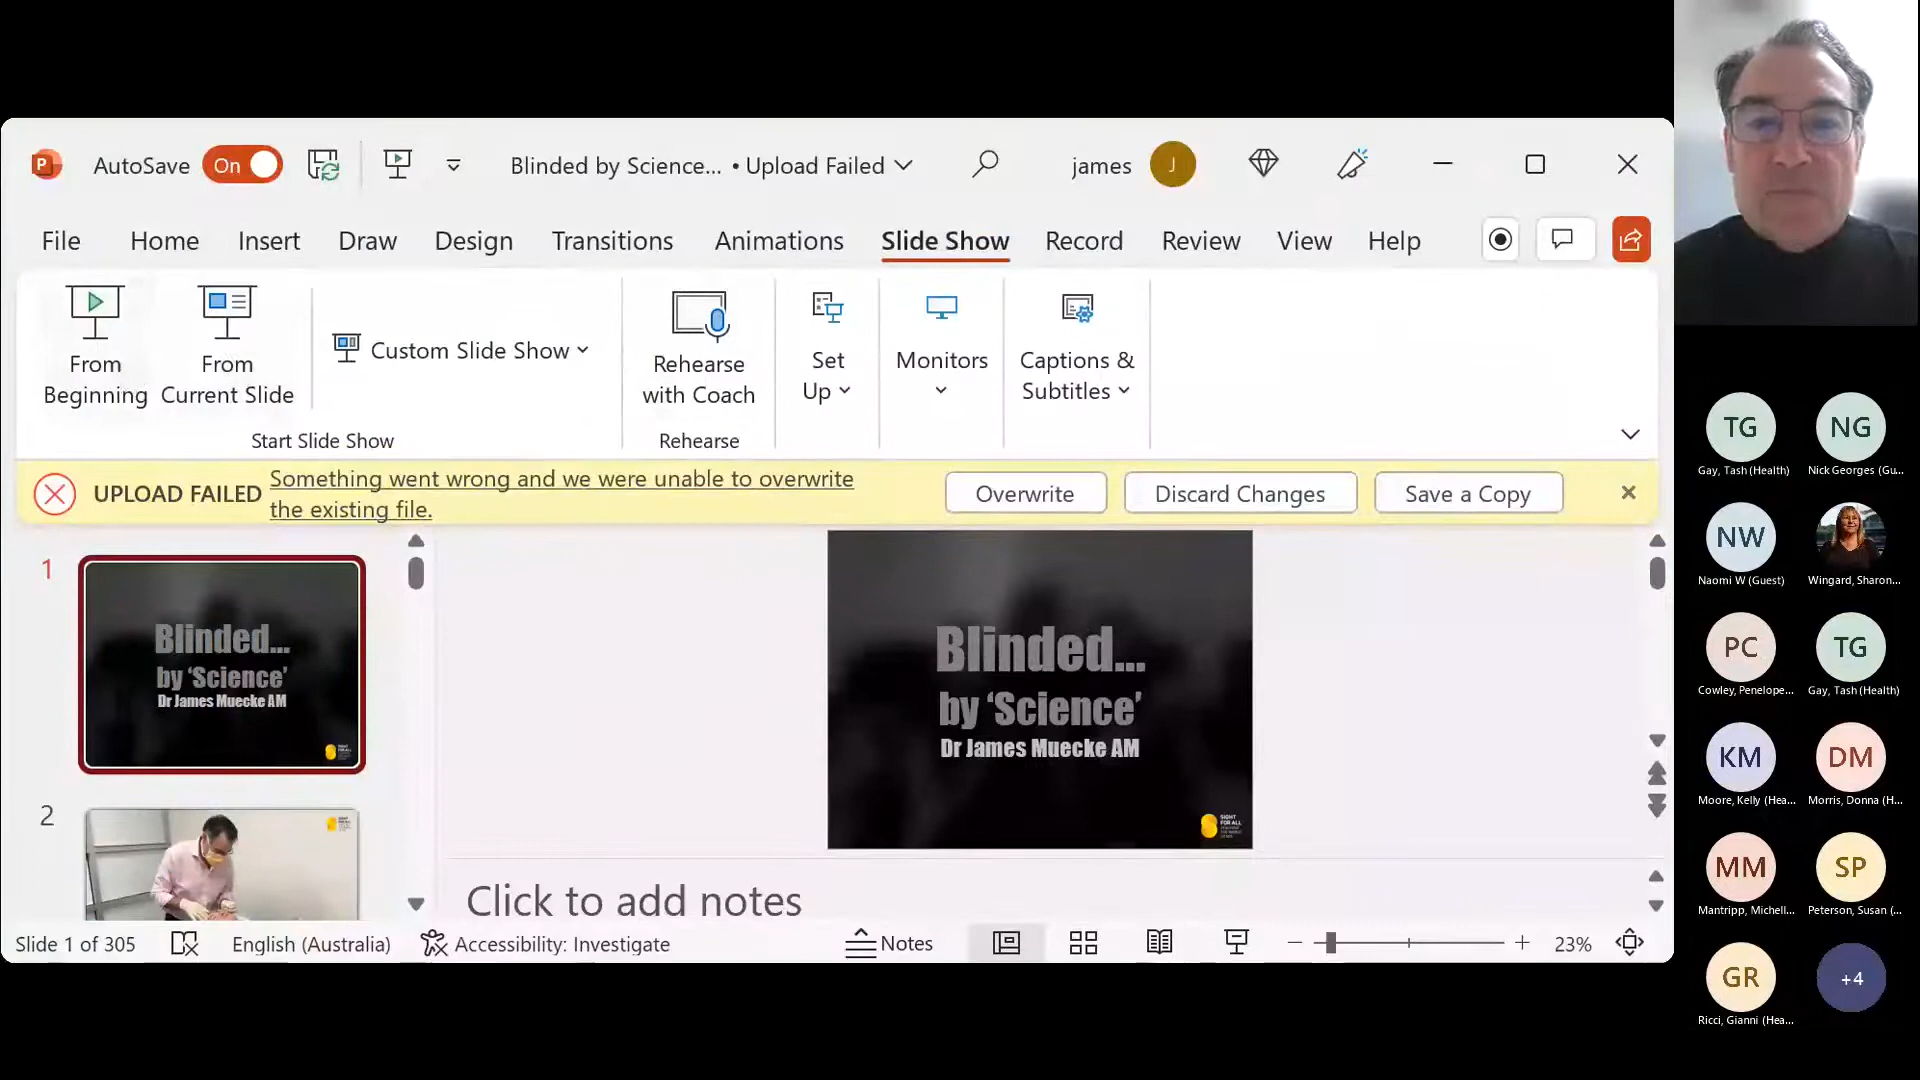 AutoSave
On
Blinded by Science... • Upload Failed
james
J
File
Home
Insert
Draw
Design
Transitions
Animations
Slide Show
Record
Review
View
Help
From
Beginning
From
Current Slide
Custom Slide Show
Start Slide Show
Rehearse
with Coach
Rehearse
Set
Up
Monitors
Captions &
Subtitles
UPLOAD FAILED
Something went wrong and we were unable to overwrite
the existing file.
Overwrite
Discard Changes
Save a Copy
1
Blinded...
by ‘Science’
Dr James Muecke AM
2
Blinded...
by ‘Science’
Dr James Muecke AM
SIGHT
FOR ALL
Click to add notes
Slide 1 of 305
English (Australia)
Accessibility: Investigate
Notes
23%
TG
Gay, Tash (Health)
NG
Nick Georges (Gu...
NW
Naomi W (Guest)
Wingard, Sharon...
PC
Cowley, Penelope...
TG
Gay, Tash (Health)
KM
Moore, Kelly (Hea...
DM
Morris, Donna (H...
MM
Mantripp, Michell...
SP
Peterson, Susan (...
GR
Ricci, Gianni (Hea...
+4